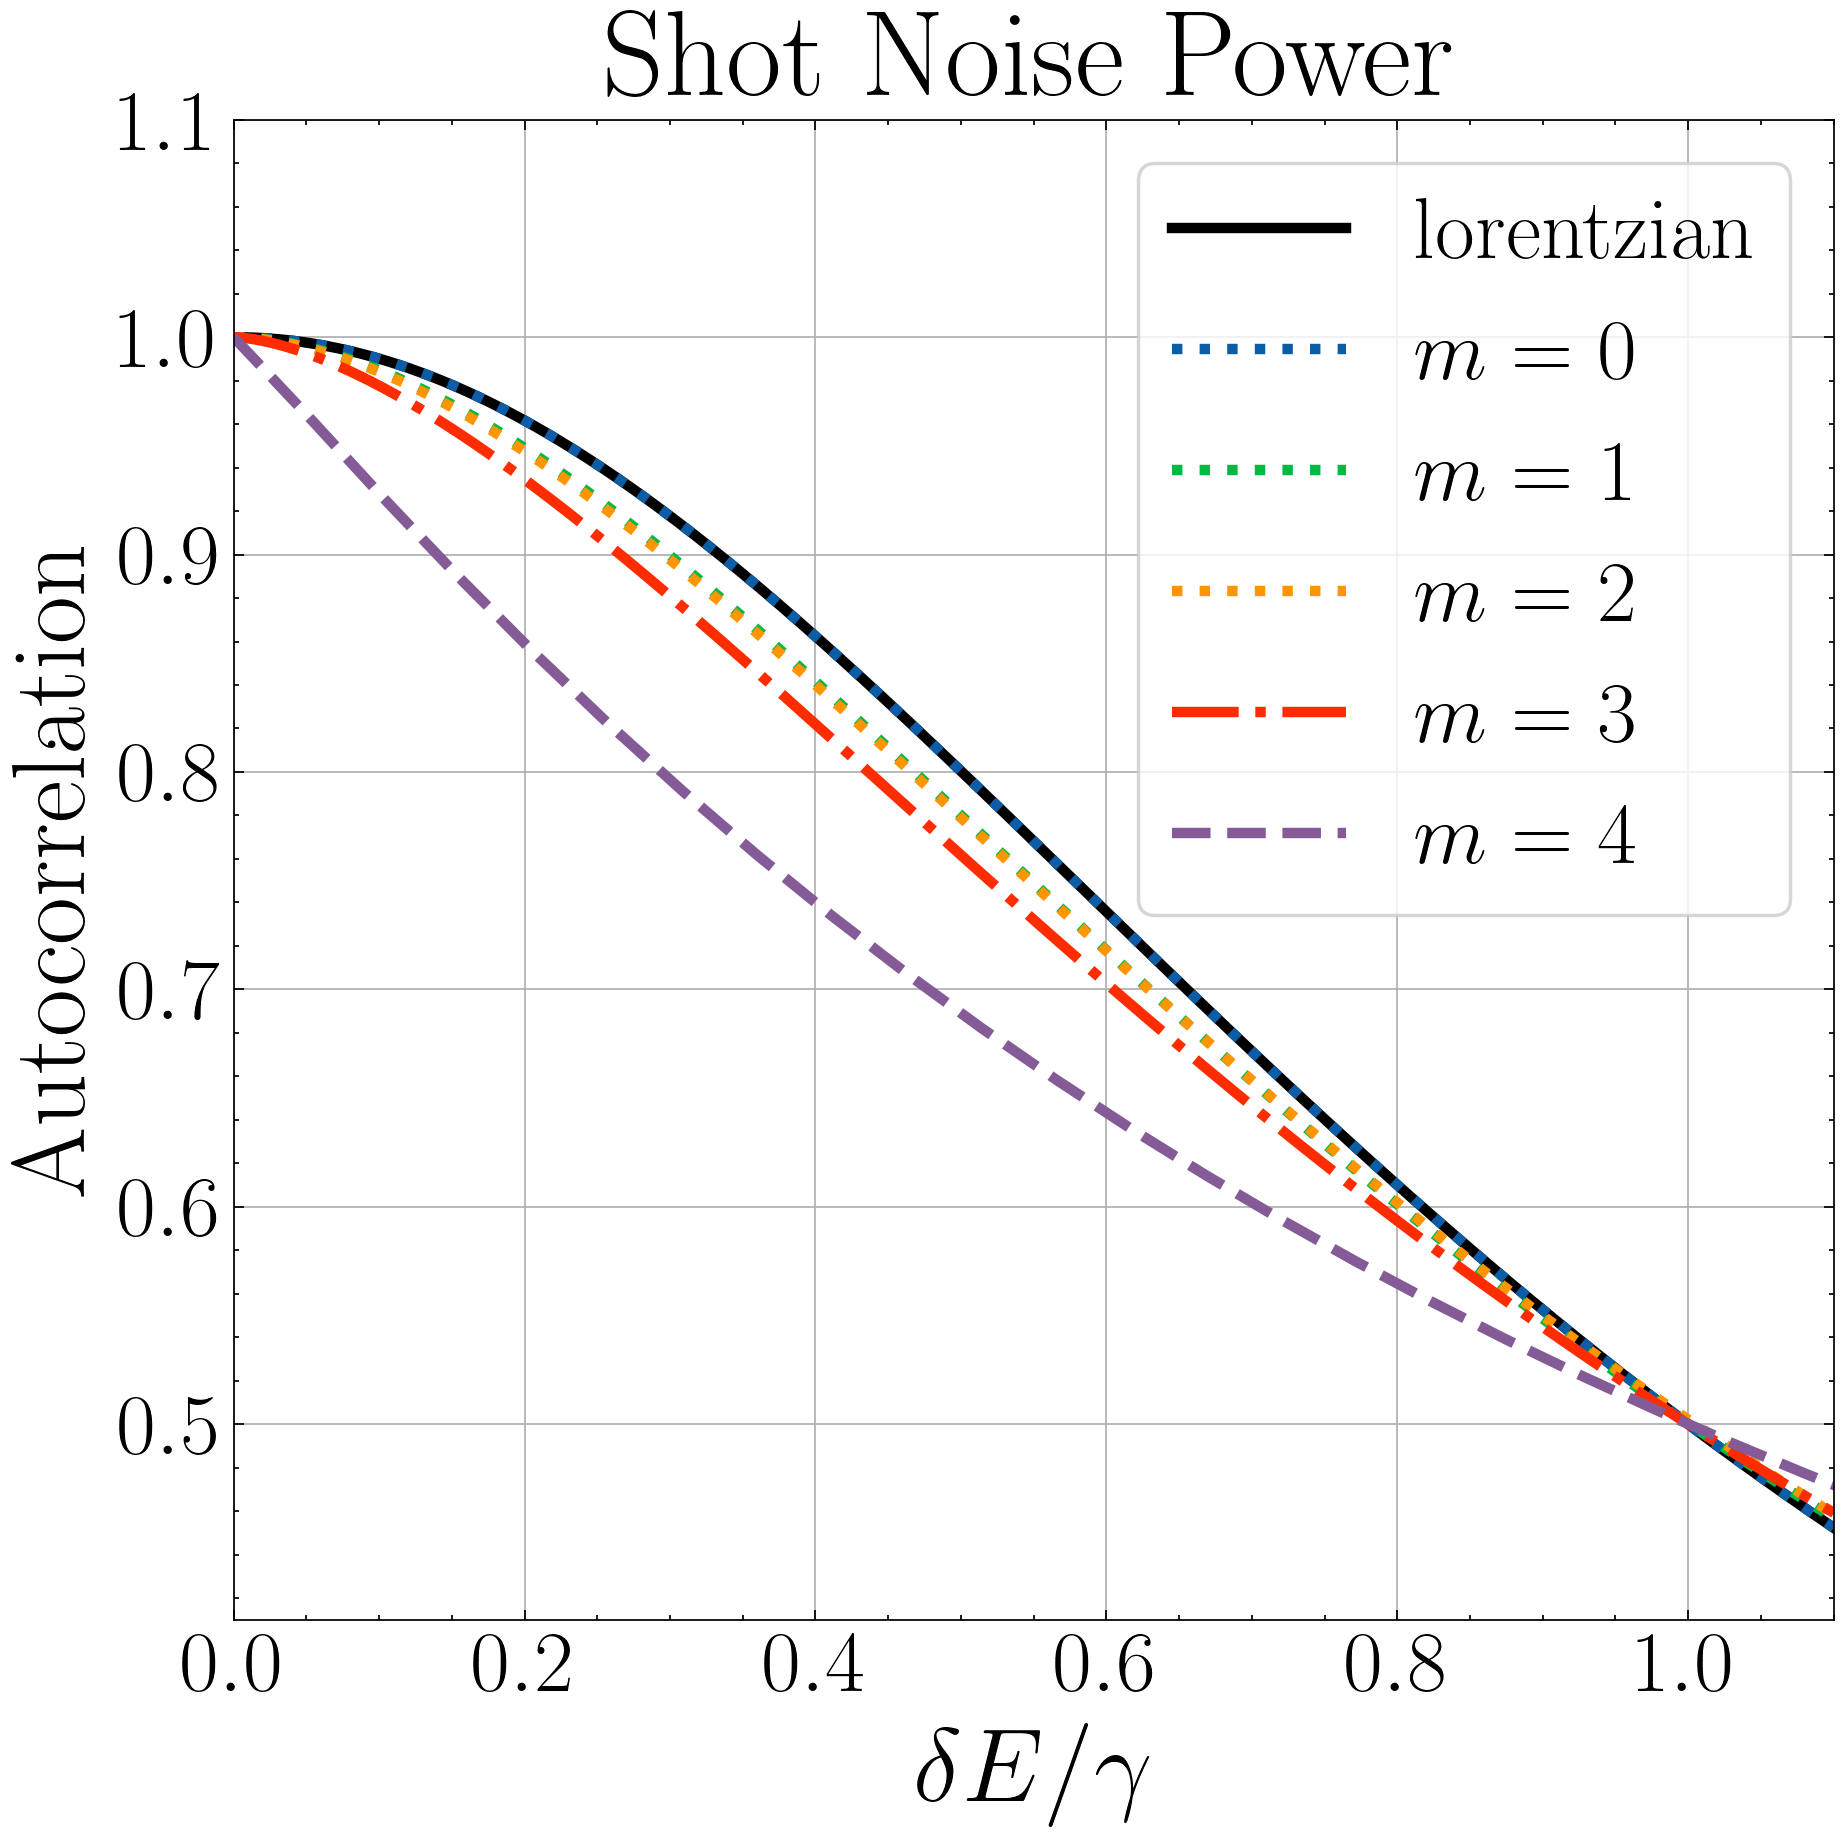 Shot Noise Power
1.1
1.0
0.9
0.8
0.7
0.6
0.5
Autocorrelation
lorentzian
m = 0
m = 1
m = 2
m = 3
m = 4
0.0 0.2 0.4 0.6 0.8 1.0
δE/γ